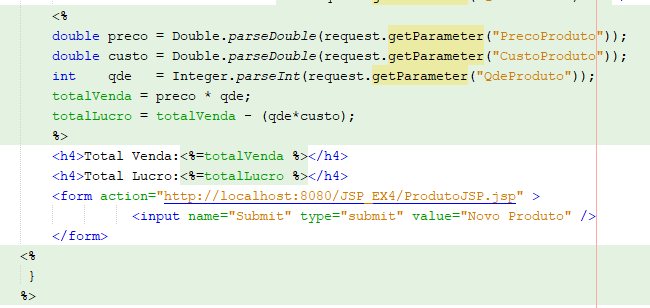 <%
double preco = Double.parseDouble(request.getParameter("PrecoProduto"));
double custo = Double.parseDouble(request.getParameter("CustoProduto"));
int    qde   = Integer.parseInt(request.getParameter("QdeProduto"));
totalVenda = preco * qde;
totalLucro = totalVenda - (qde*custo);
%>
<h4>Total Venda:<%=totalVenda %></h4>
<h4>Total Lucro:<%=totalLucro %></h4>
<form action="http://localhost:8080/JSP_EX4/ProdutoJSP.jsp" >
<input name="Submit" type="submit" value="Novo Produto" />
</form>
<%
}
%>